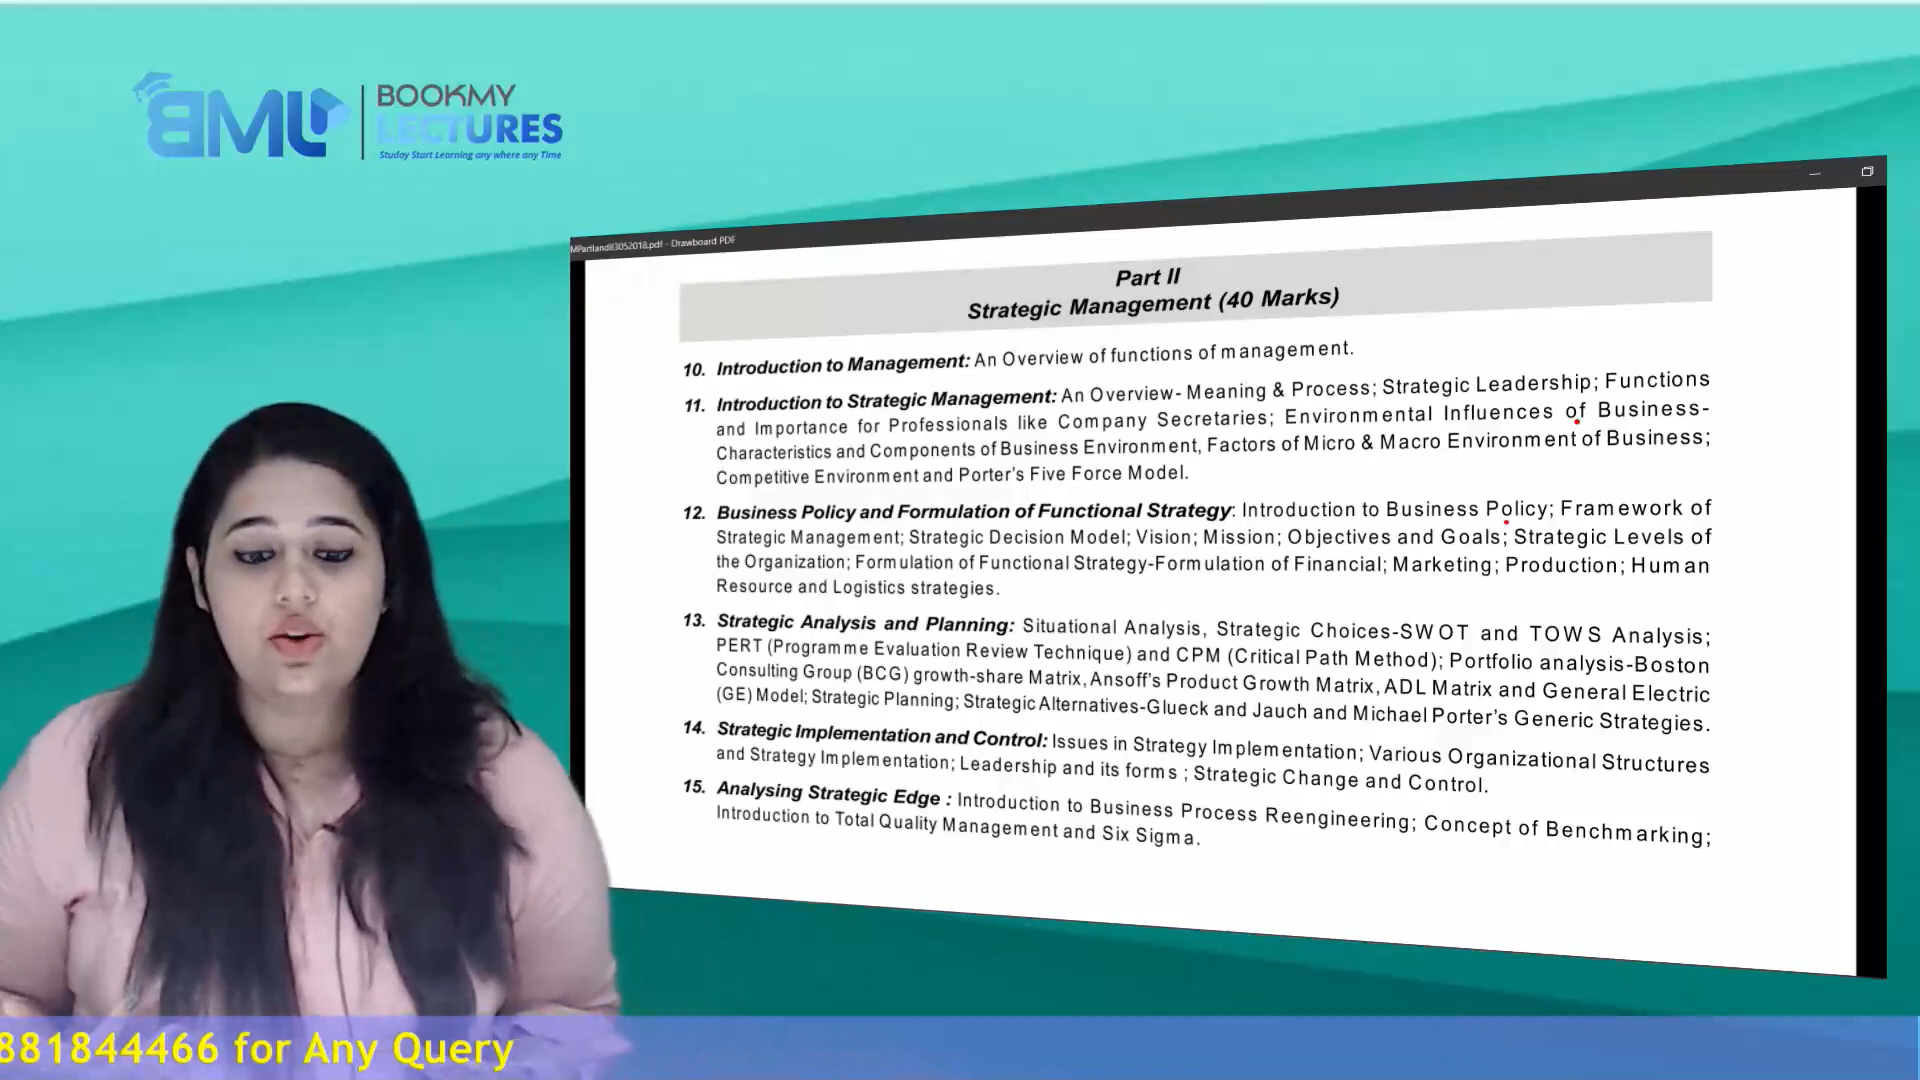 BML
BOOKMY
LECTURES
Studay Start Learning any where any Time
MPartIandII3052018.pdf - Drawboard PDF
Part II
Strategic Management (40 Marks)
10. Introduction to Management: An Overview of functions of management.
11. Introduction to Strategic Management: An Overview- Meaning & Process; Strategic Leadership; Functions
and Importance for Professionals like Company Secretaries; Environmental Influences of Business-
Characteristics and Components of Business Environment, Factors of Micro & Macro Environment of Business;
Competitive Environment and Porter's Five Force Model.
12. Business Policy and Formulation of Functional Strategy: Introduction to Business Policy; Framework of
Strategic Management; Strategic Decision Model; Vision; Mission; Objectives and Goals; Strategic Levels of
the Organization; Formulation of Functional Strategy-Formulation of Financial; Marketing; Production; Human
Resource and Logistics strategies.
13. Strategic Analysis and Planning: Situational Analysis, Strategic Choices-SWOT and TOWS Analysis;
PERT (Programme Evaluation Review Technique) and CPM (Critical Path Method); Portfolio analysis-Boston
Consulting Group (BCG) growth-share Matrix, Ansoff's Product Growth Matrix, ADL Matrix and General Electric
(GE) Model; Strategic Planning; Strategic Alternatives-Glueck and Jauch and Michael Porter's Generic Strategies.
14. Strategic Implementation and Control: Issues in Strategy Implementation; Various Organizational Structures
and Strategy Implementation; Leadership and its forms ; Strategic Change and Control.
15. Analysing Strategic Edge : Introduction to Business Process Reengineering; Concept of Benchmarking;
Introduction to Total Quality Management and Six Sigma.
881844466 for Any Query